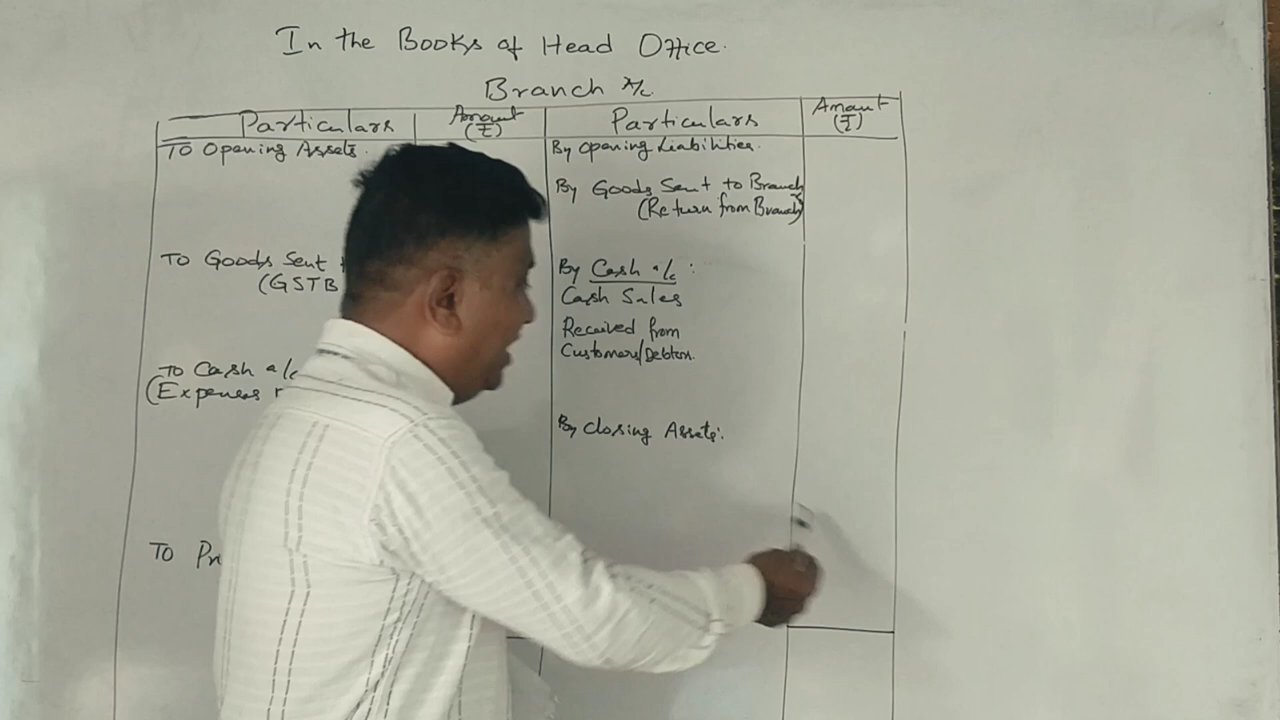 In the Books of Head Office.
Branch A/c.
Particulars Amount (₹) Particulars Amount (₹)
To Opening Assets.
By Opening Liabilities.
By Goods Sent to Branch
(Return from Branch)
To Goods Sent
(GSTB
By Cash a/c :
Cash Sales
Received from
Customers/Debtors.
To Cash a/c
(Expenses
By Closing Assets:
To